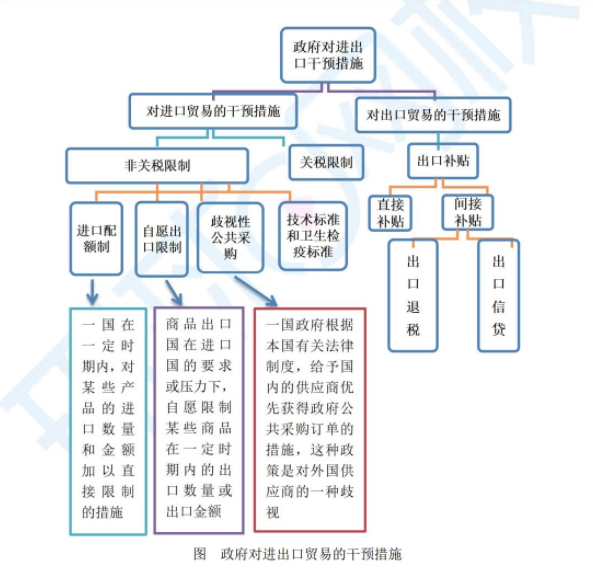 政府对进出
口干预措施
对进口贸易的干预措施
对出口贸易的干预措施
非关税限制
关税限制
出口补贴
进口配
额制
自愿出
口限制
歧视性
公共采
购
技术标准
和卫生检
疫标准
直接
补贴
间接
补贴
出
口
退
税
出
口
信
贷
一国在
一定时
期内，对
某些产
品的进
口数量
和金额
加以直
接限制
的措施
商品出口
国在进口
国的要求
或压力下，
自愿限制
某些商品
在一定时
期内的出
口数量或
出口金额
一国政府根据
本国有关法律
制度，给予国
内的供应商优
先获得政府公
共采购订单的
措施，这种政
策是对外国供
应商的一种歧
视
图 政府对进出口贸易的干预措施